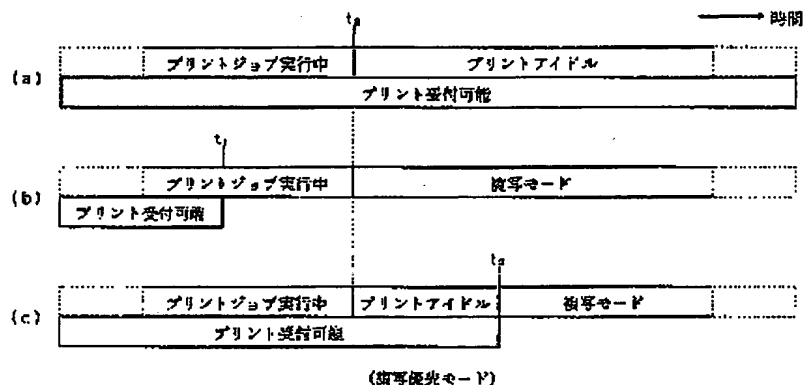 t₀ → 時間
(a) プリントジョブ実行中 プリントアイドル
プリント受付可能
t₁
(b) プリントジョブ実行中 複写モード
プリント受付可能
t₂
(c) プリントジョブ実行中 プリントアイドル 複写モード
プリント受付可能
(複写優先モード)